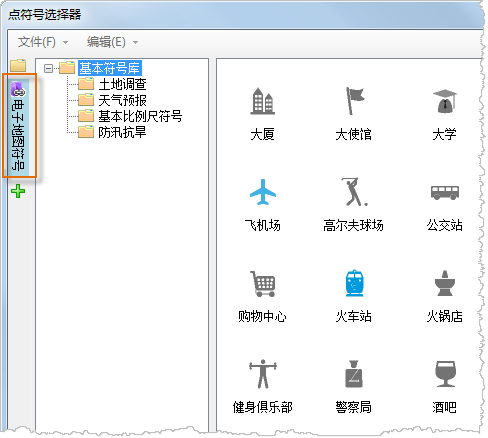 点符号选择器
文件(F) 编辑(E)
电子地图符号
基本符号库
土地调查
天气预报
基本比例尺符号
防汛抗旱
大厦 大使馆 大学
飞机场 高尔夫球场 公交站
购物中心 火车站 火锅店
健身俱乐部 警察局 酒吧